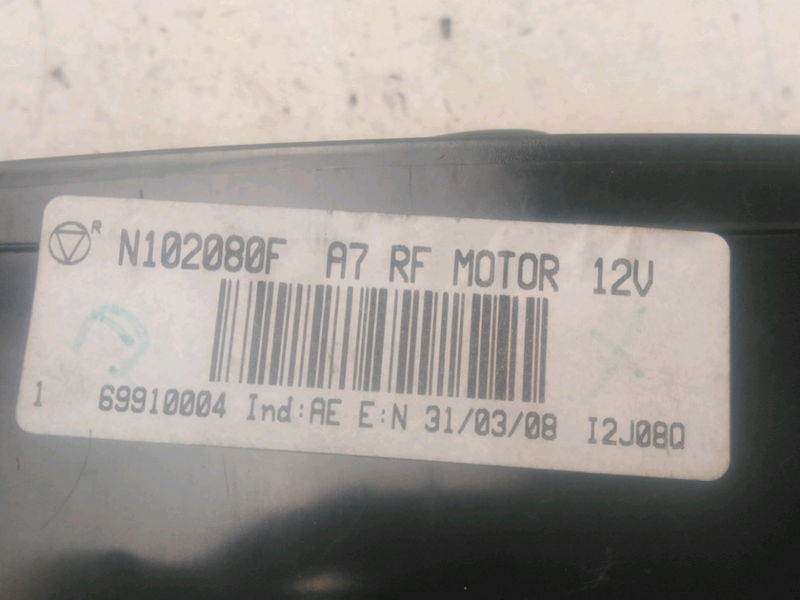 R N102080F A7 RF MOTOR 12V
1 69910004 Ind:AE E:N 31/03/08 I2J08Q